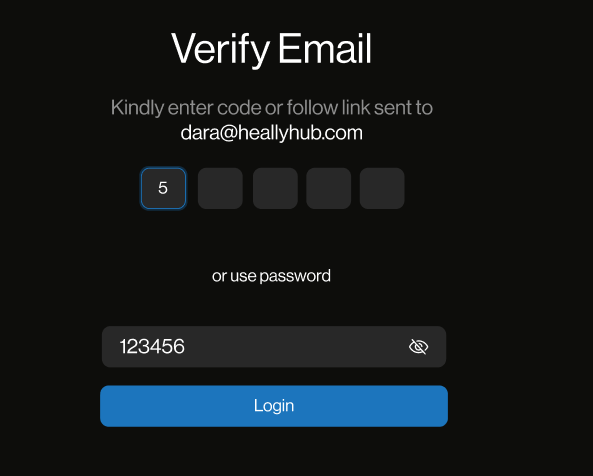 Verify Email
Kindly enter code or follow link sent to
dara@heallyhub.com
5
or use password
123456
Login